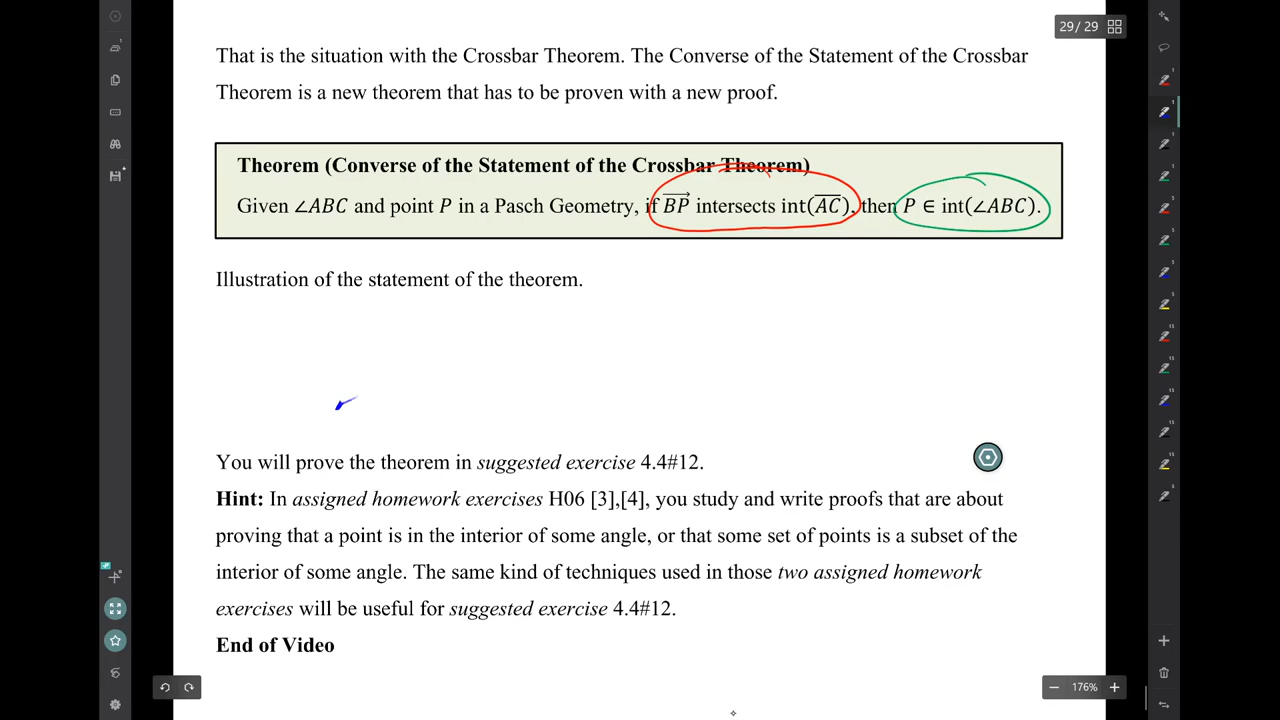 29 / 29
That is the situation with the Crossbar Theorem. The Converse of the Statement of the Crossbar
Theorem is a new theorem that has to be proven with a new proof.
Theorem (Converse of the Statement of the Crossbar Theorem)
Given ∠ABC and point P in a Pasch Geometry, if \overrightarrow{BP} intersects int(\overline{AC}), then P ∈ int(∠ABC).
Illustration of the statement of the theorem.
You will prove the theorem in suggested exercise 4.4#12.
Hint: In assigned homework exercises H06 [3],[4], you study and write proofs that are about
proving that a point is in the interior of some angle, or that some set of points is a subset of the
interior of some angle. The same kind of techniques used in those two assigned homework
exercises will be useful for suggested exercise 4.4#12.
End of Video
176%